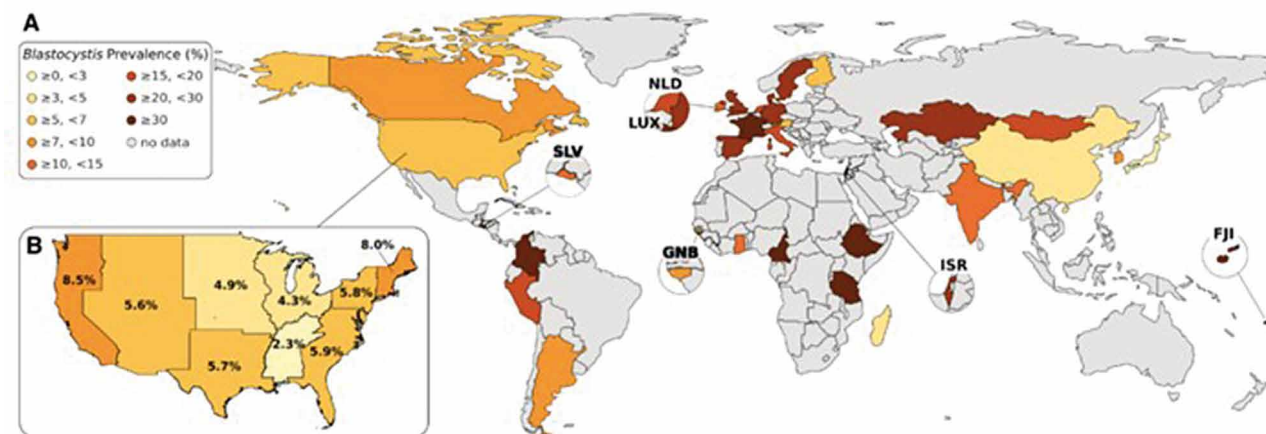 A
Blastocystis Prevalence (%)
≥0, <3
≥15, <20
≥3, <5
≥20, <30
≥5, <7
≥30
≥7, <10
no data
≥10, <15
NLD
LUX
SLV
GNB
ISR
FJI
B
8.0%
8.5%
5.6%
4.9%
4.3%
5.8%
2.3%
5.9%
5.7%